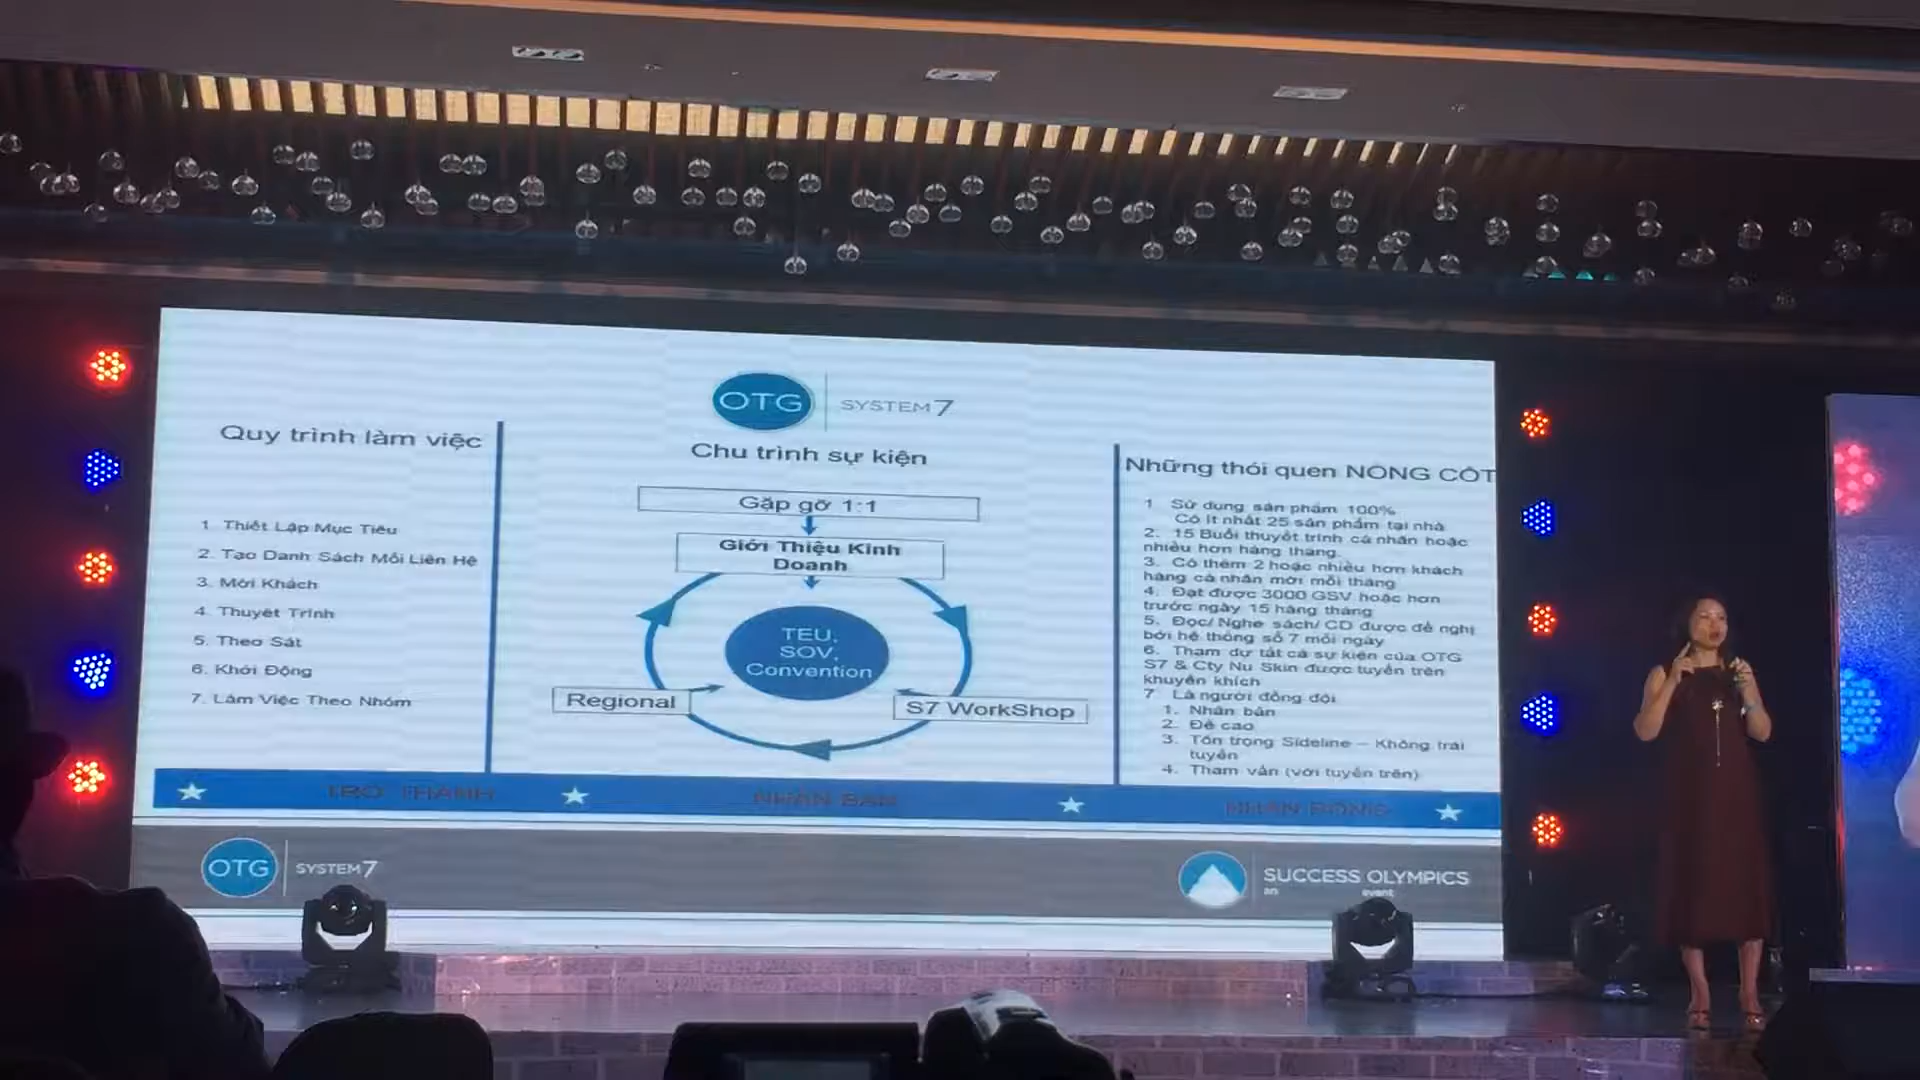 OTG SYSTEM 7
Quy trình làm việc
1 Thiết Lập Mục Tiêu
2. Tạo Danh Sách Mối Liên Hệ
3. Mời Khách
4. Thuyết Trình
5. Theo Sát
6. Khởi Động
7. Làm Việc Theo Nhóm
Chu trình sự kiện
Gặp gỡ 1:1
Giới Thiệu Kinh
Doanh
TEU,
SOV,
Convention
Regional
S7 WorkShop
Những thói quen NÒNG CỐT
1 Sử dụng sản phẩm 100%
Có ít nhất 25 sản phẩm tại nhà
2. 15 Buổi thuyết trình cá nhân hoặc
nhiều hơn hàng tháng.
3. Có thêm 2 hoặc nhiều hơn khách
hàng cá nhân mới mỗi tháng
4. Đạt được 3000 GSV hoặc hơn
trước ngày 15 hàng tháng
5. Đọc/ Nghe sách/ CD được đề nghị
bởi hệ thống số 7 mỗi ngày
6. Tham dự tất cả sự kiện của OTG
S7 & Cty Nu Skin được tuyến trên
khuyến khích
7 Là người đồng đội
1. Nhân bản
2. Đề cao
3. Tôn trọng Sideline – Không trái
tuyến
4. Tham vấn (với tuyến trên)
TRỞ THÀNH
NHÂN BẢN
NHÂN RỘNG
OTG SYSTEM 7
SUCCESS OLYMPICS
an event